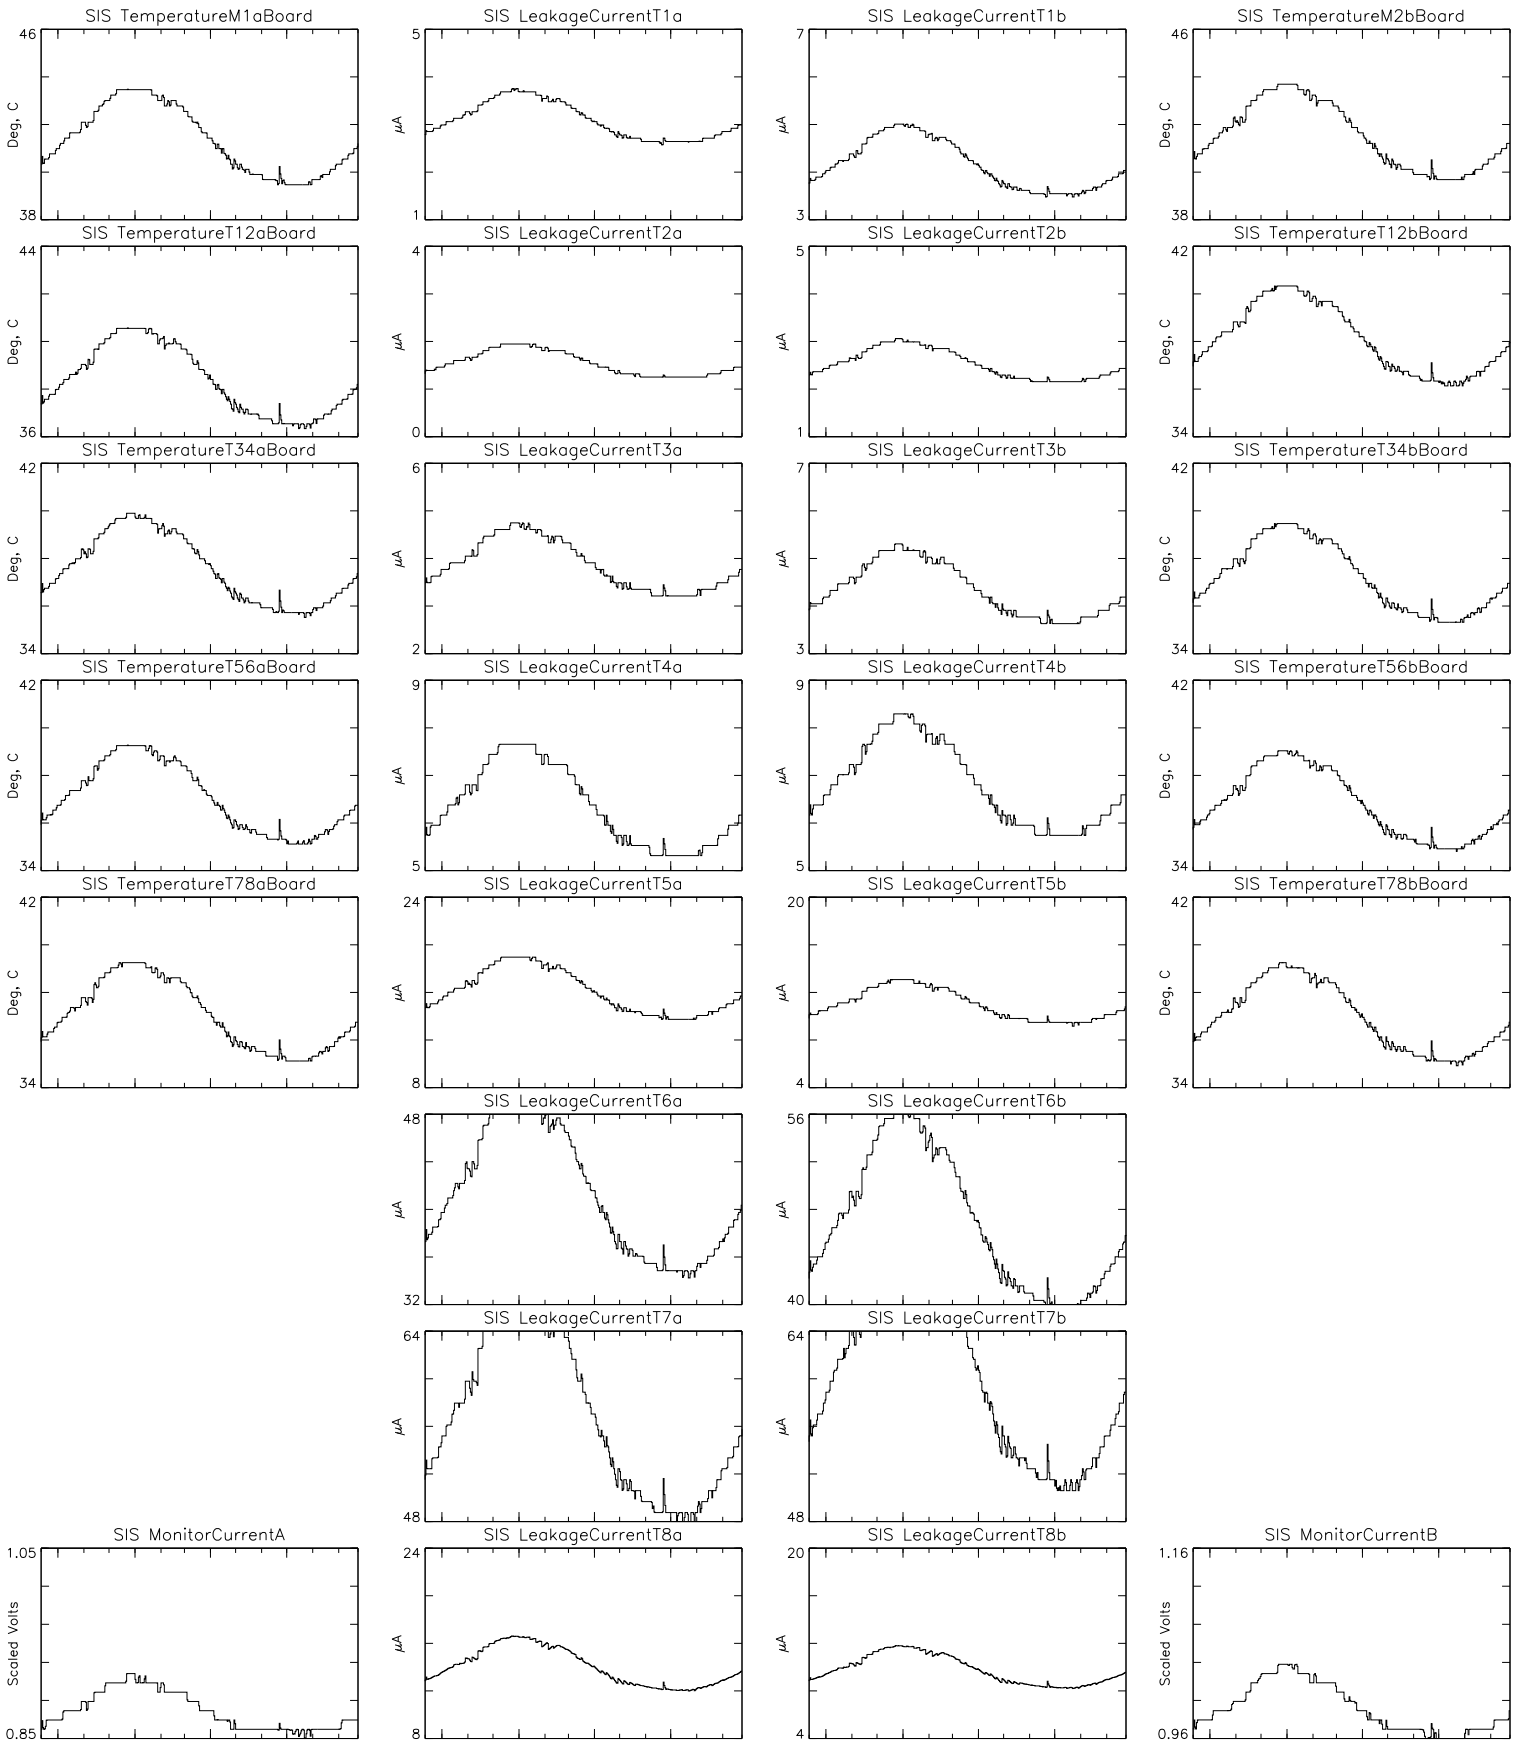 SIS TemperatureM1aBoard SIS LeakageCurrentT1a SIS LeakageCurrentT1b SIS TemperatureM2bBoard
46 5 7 46
Deg, C μA μA Deg, C
38 1 3 38
SIS TemperatureT12aBoard SIS LeakageCurrentT2a SIS LeakageCurrentT2b SIS TemperatureT12bBoard
44 4 5 42
Deg, C μA μA Deg, C
36 0 1 34
SIS TemperatureT34aBoard SIS LeakageCurrentT3a SIS LeakageCurrentT3b SIS TemperatureT34bBoard
42 6 7 42
Deg, C μA μA Deg, C
34 2 3 34
SIS TemperatureT56aBoard SIS LeakageCurrentT4a SIS LeakageCurrentT4b SIS TemperatureT56bBoard
42 9 9 42
Deg, C μA μA Deg, C
34 5 5 34
SIS TemperatureT78aBoard SIS LeakageCurrentT5a SIS LeakageCurrentT5b SIS TemperatureT78bBoard
42 24 20 42
Deg, C μA μA Deg, C
34 8 4 34
SIS LeakageCurrentT6a SIS LeakageCurrentT6b
48 56
μA μA
32 40
SIS LeakageCurrentT7a SIS LeakageCurrentT7b
64 64
μA μA
48 48
SIS MonitorCurrentA SIS LeakageCurrentT8a SIS LeakageCurrentT8b SIS MonitorCurrentB
1.05 24 20 1.16
Scaled Volts μA μA Scaled Volts
0.85 8 4 0.96